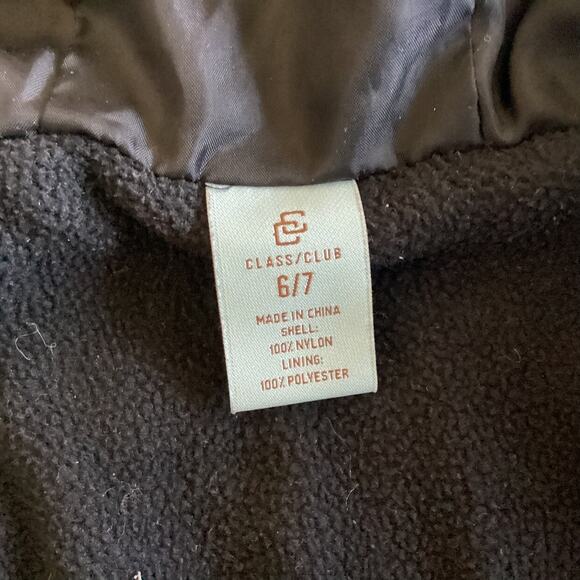 CLASS/CLUB
6/7
MADE IN CHINA
SHELL:
100% NYLON
LINING:
100% POLYESTER